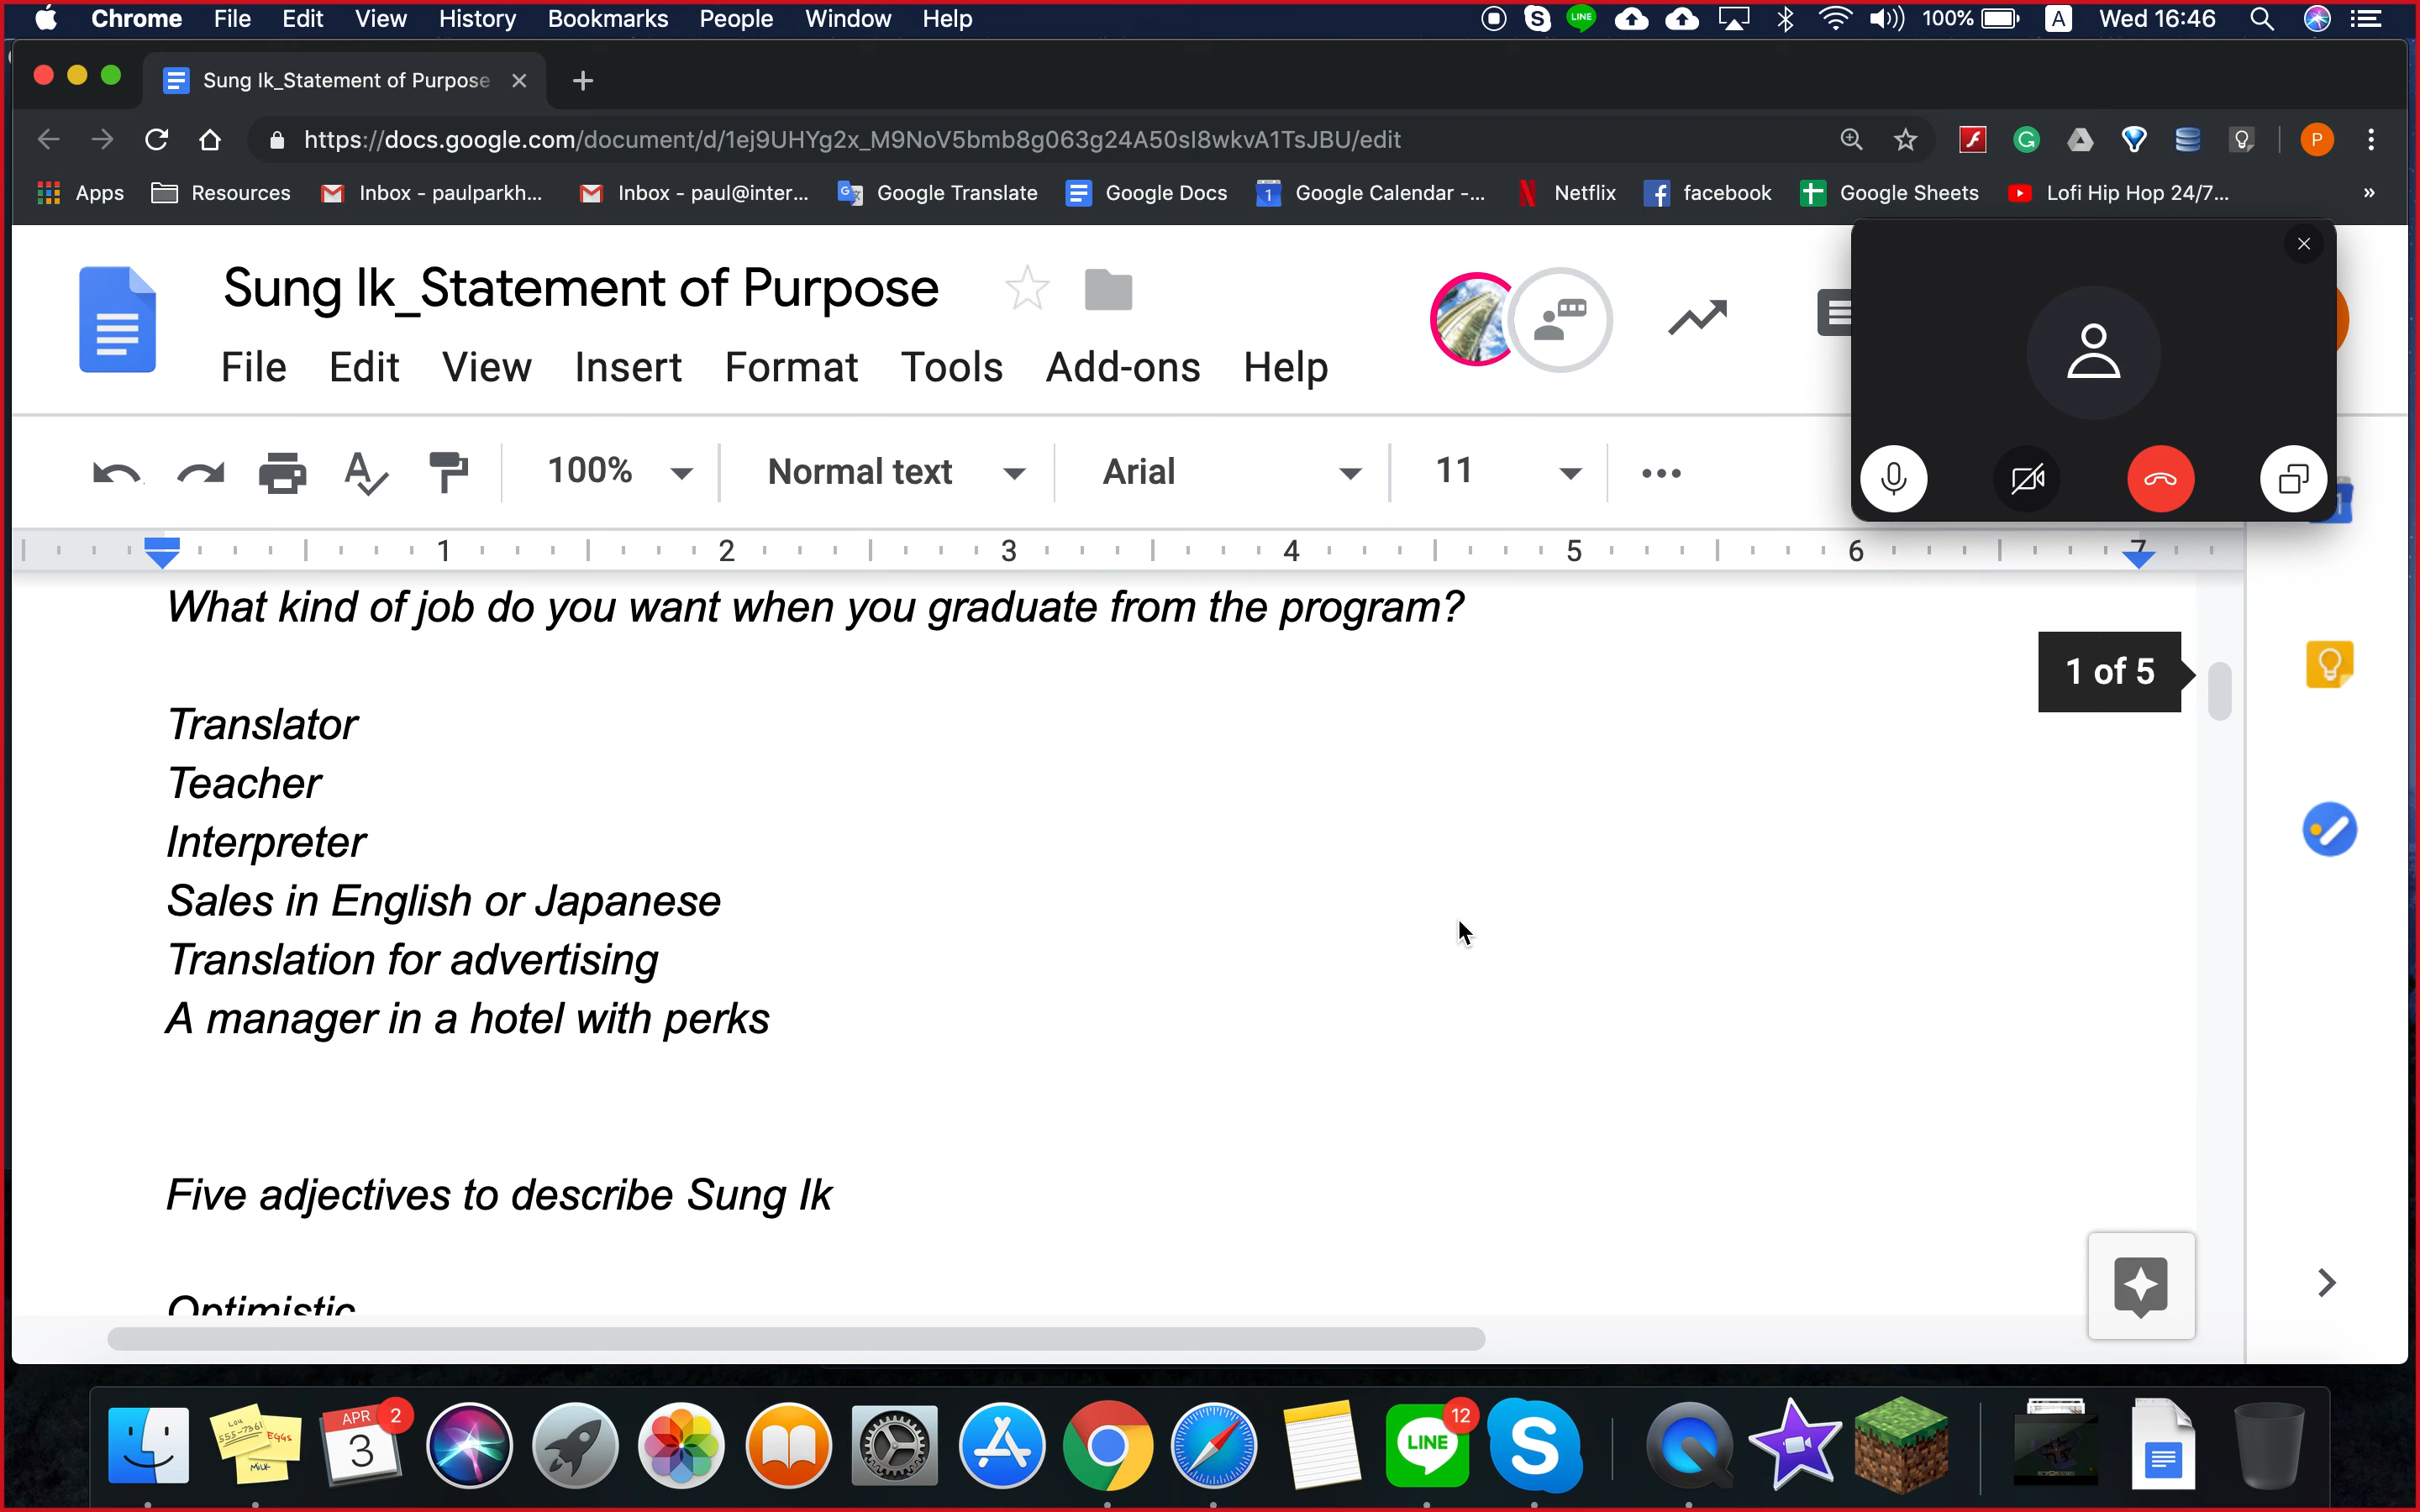 Chrome File Edit View History Bookmarks People Window Help LINE 100% A Wed 16:46
Sung Ik_Statement of Purpose
https://docs.google.com/document/d/1ej9UHYg2x_M9NoV5bmb8g063g24A50sI8wkvA1TsJBU/edit P
Apps Resources Inbox - paulparkh... Inbox - paul@inter... Google Translate Google Docs 1 Google Calendar -... Netflix facebook Google Sheets Lofi Hip Hop 24/7... »
Sung Ik_Statement of Purpose
File Edit View Insert Format Tools Add-ons Help
100% Normal text Arial 11
1 2 3 4 5 6 7
What kind of job do you want when you graduate from the program?
1 of 5
Translator
Teacher
Interpreter
Sales in English or Japanese
Translation for advertising
A manager in a hotel with perks
Five adjectives to describe Sung Ik
Optimistic
APR 2 3 LINE 12